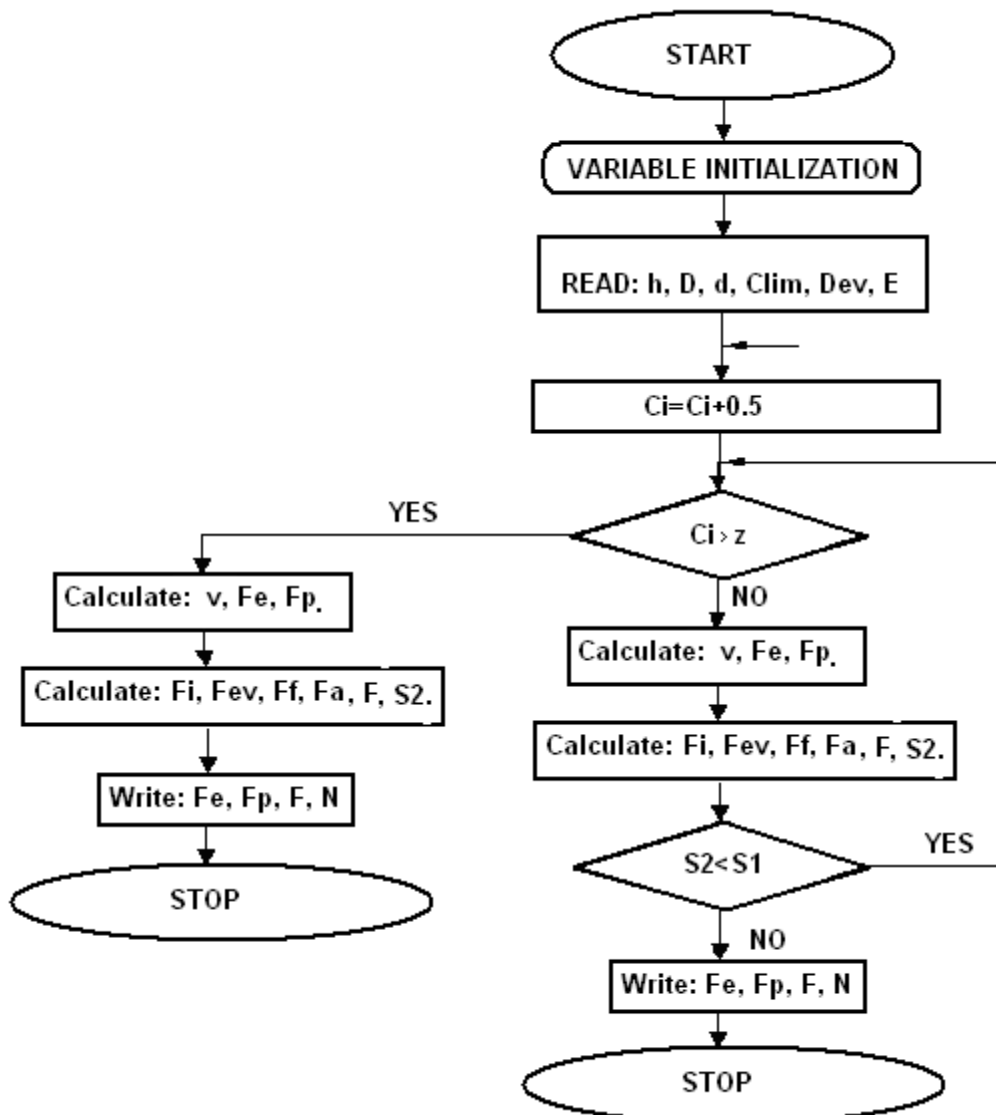 START
VARIABLE INITIALIZATION
READ: h, D, d, Clim, Dev, E
Ci=Ci+0.5
Ci>z
YES
NO
Calculate: v, Fe, Fp.
Calculate: Fi, Fev, Ff, Fa, F, S2.
Write: Fe, Fp, F, N
STOP
Calculate: v, Fe, Fp.
Calculate: Fi, Fev, Ff, Fa, F, S2.
S2<S1
YES
NO
Write: Fe, Fp, F, N
STOP